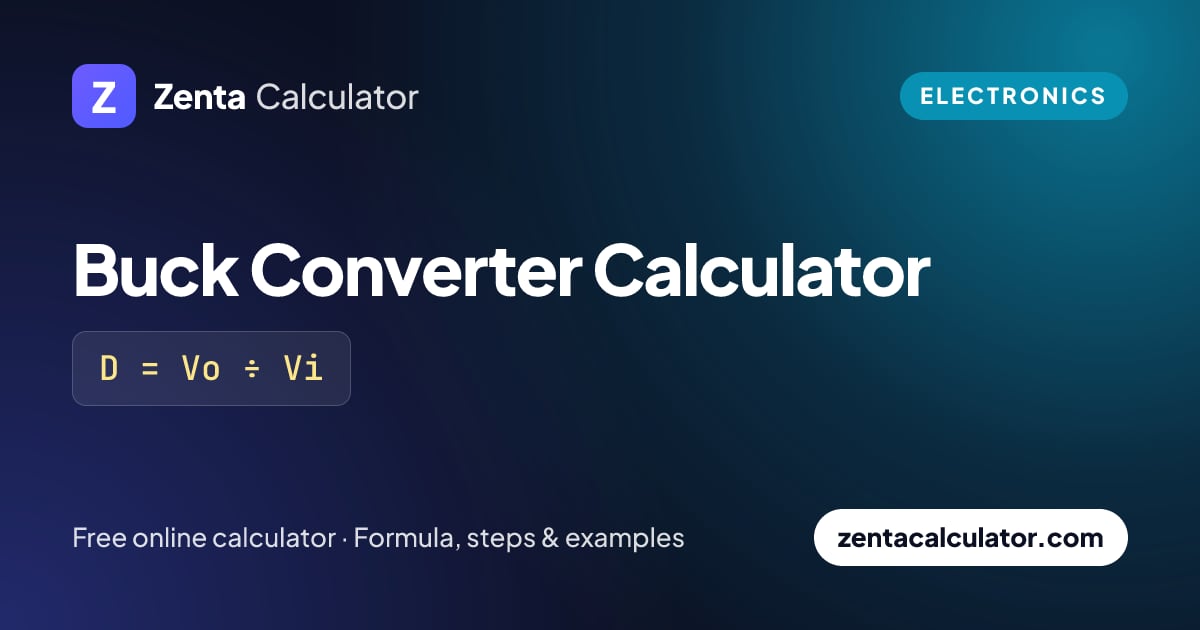 Z
Zenta Calculator
ELECTRONICS
Buck Converter Calculator
D = Vo ÷ Vi
Free online calculator · Formula, steps & examples
zentacalculator.com